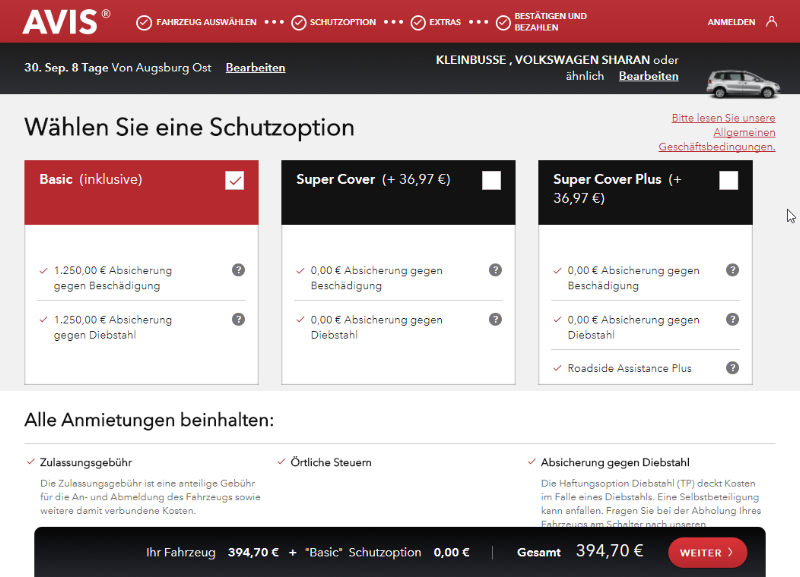 AVIS®
FAHRZEUG AUSWÄHLEN
SCHUTZOPTION
EXTRAS
BESTÄTIGEN UND
BEZAHLEN
ANMELDEN
30. Sep. 8 Tage Von Augsburg Ost Bearbeiten
KLEINBUSSE , VOLKSWAGEN SHARAN oder
ähnlich Bearbeiten
Wählen Sie eine Schutzoption
Bitte lesen Sie unsere
Allgemeinen
Geschäftsbedingungen.
Basic (inklusive)
1.250,00 € Absicherung
gegen Beschädigung
?
1.250,00 € Absicherung
gegen Diebstahl
?
Super Cover (+ 36,97 €)
0,00 € Absicherung gegen
Beschädigung
?
0,00 € Absicherung gegen
Diebstahl
?
Super Cover Plus (+
36,97 €)
0,00 € Absicherung gegen
Beschädigung
?
0,00 € Absicherung gegen
Diebstahl
?
Roadside Assistance Plus
?
Alle Anmietungen beinhalten:
Zulassungsgebühr
Die Zulassungsgebühr ist eine anteilige Gebühr
für die An- und Abmeldung des Fahrzeugs sowie
weitere damit verbundene Kosten.
Örtliche Steuern
Absicherung gegen Diebstahl
Die Haftungsoption Diebstahl (TP) deckt Kosten
im Falle eines Diebstahls. Eine Selbstbeteiligung
kann anfallen. Fragen Sie bei der Abholung Ihres
Fahrzeugs am Schalter nach unseren
Ihr Fahrzeug 394,70 € + "Basic" Schutzoption 0,00 € | Gesamt 394,70 € WEITER